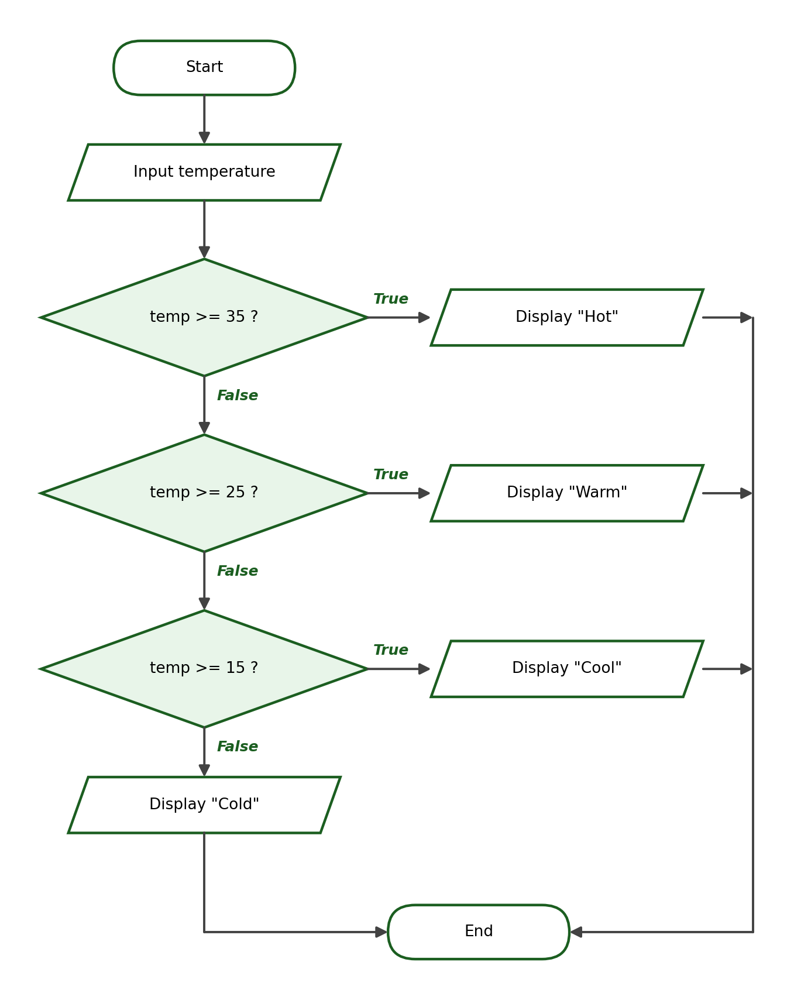 Start
Input temperature
temp >= 35 ?
True
Display "Hot"
False
temp >= 25 ?
True
Display "Warm"
False
temp >= 15 ?
True
Display "Cool"
False
Display "Cold"
End